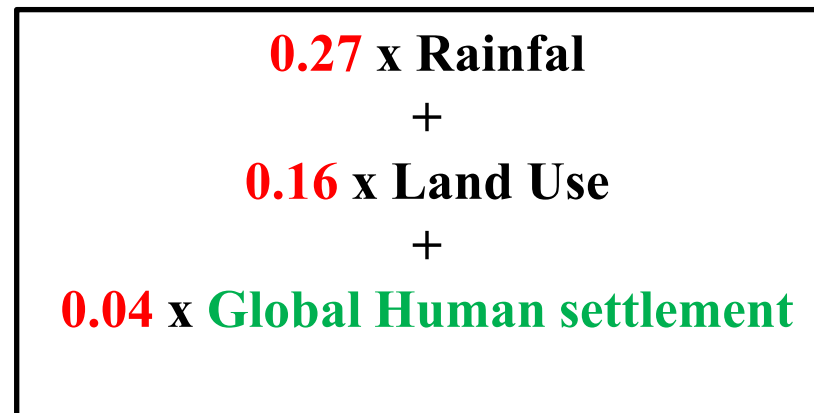 0.27 x Rainfal
+
0.16 x Land Use
+
0.04 x Global Human settlement